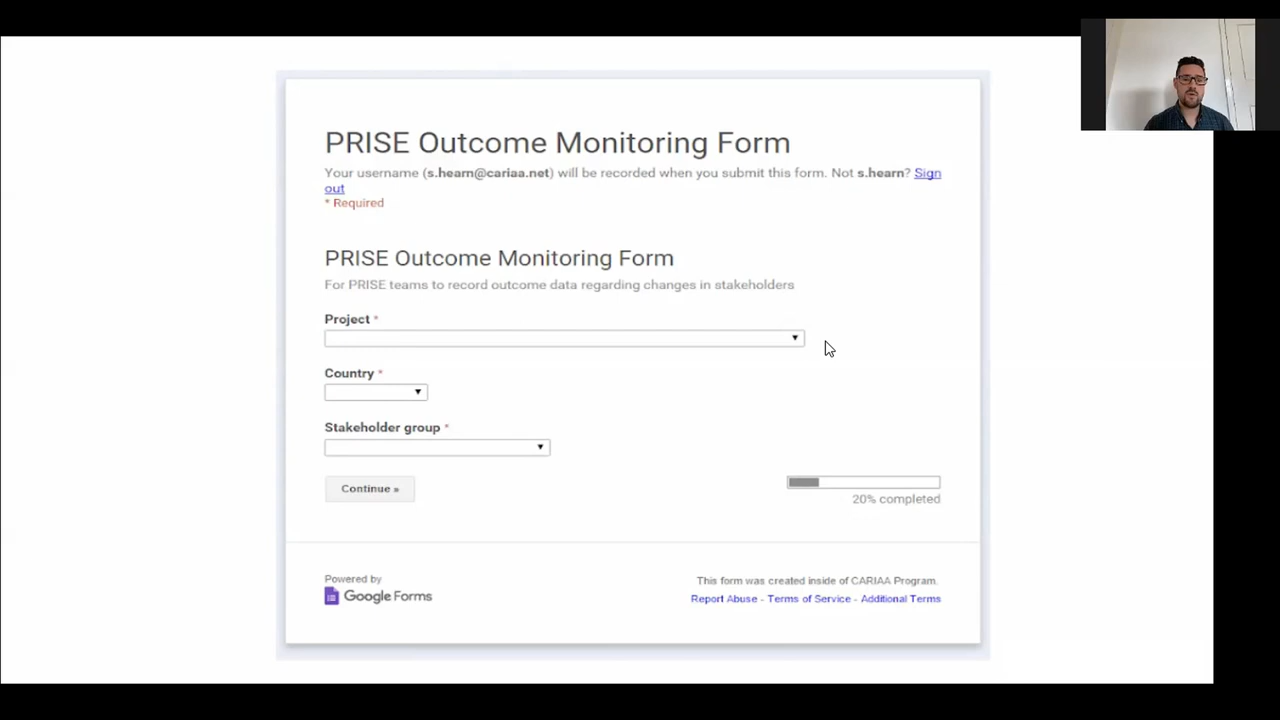 PRISE Outcome Monitoring Form
Your username (s.hearn@cariaa.net) will be recorded when you submit this form. Not s.hearn? Sign
out
* Required
PRISE Outcome Monitoring Form
For PRISE teams to record outcome data regarding changes in stakeholders
Project *
Country *
Stakeholder group *
Continue »
20% completed
Powered by
Google Forms
This form was created inside of CARIAA Program.
Report Abuse - Terms of Service - Additional Terms